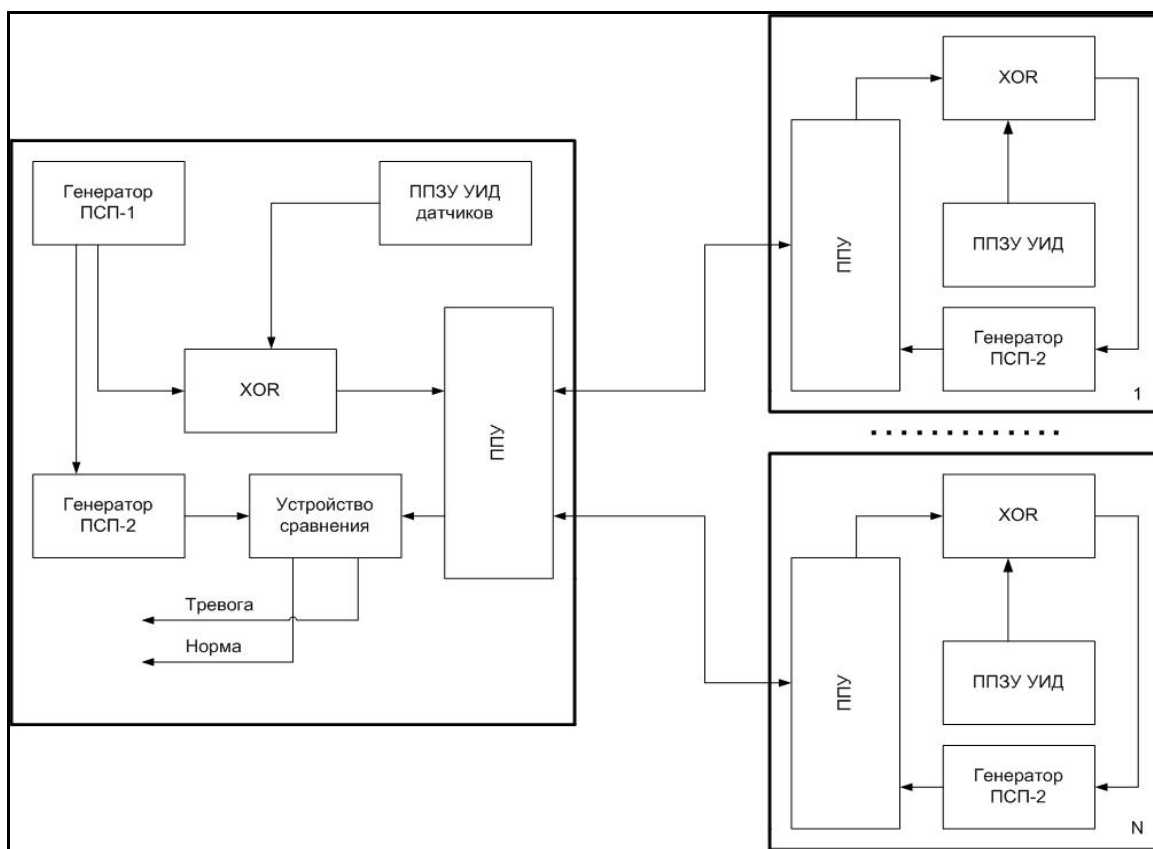 Генератор
ПСП-1
ППЗУ УИД
датчиков
XOR
ППУ
Генератор
ПСП-2
Устройство
сравнения
Тревога
Норма
XOR
ППУ
ППЗУ УИД
Генератор
ПСП-2
1
XOR
ППУ
ППЗУ УИД
Генератор
ПСП-2
N